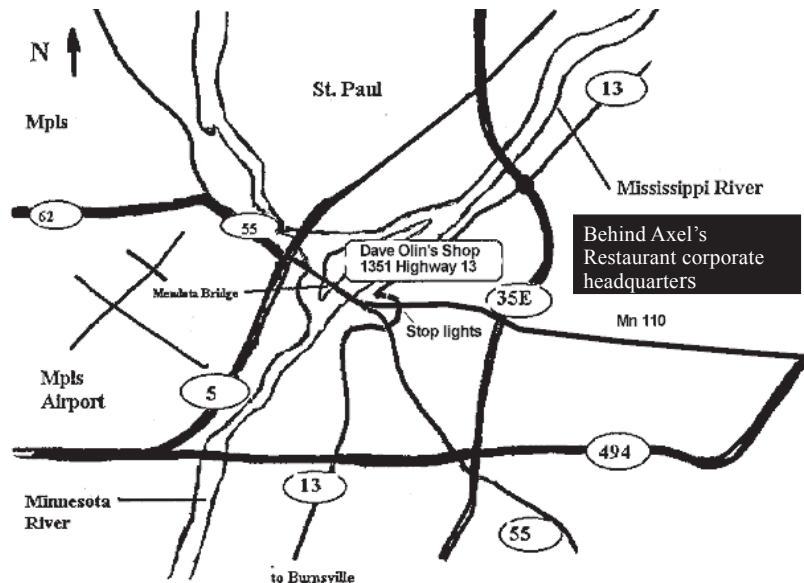 N
St. Paul
13
Mpls
Mississippi River
62
55
Behind Axel's
Restaurant corporate
headquarters
Dave Olin's Shop
1351 Highway 13
Mendota Bridge
35E
Mn 110
Stop lights
Mpls
Airport
5
494
13
Minnesota
River
55
to Burnsville